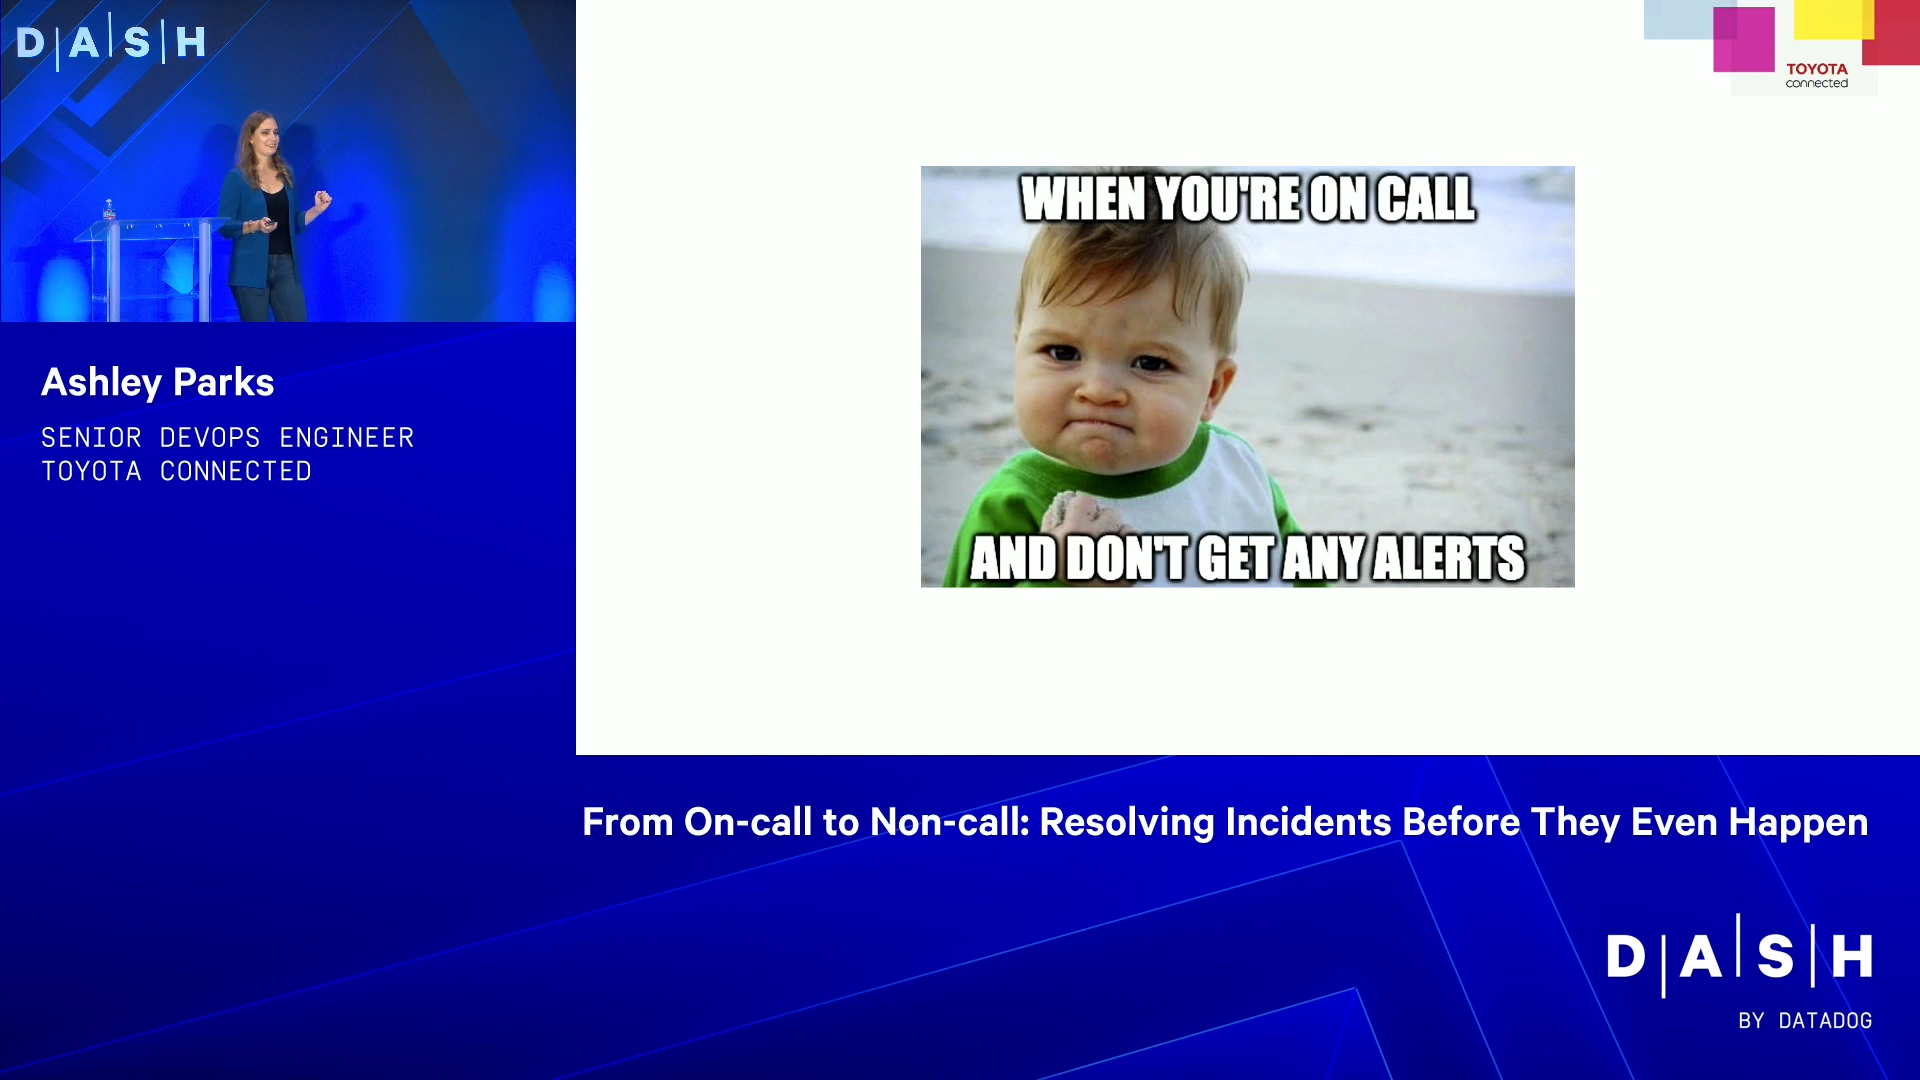 D|A|S|H
TOYOTA
connected
WHEN YOU'RE ON CALL
AND DON'T GET ANY ALERTS
Ashley Parks
SENIOR DEVOPS ENGINEER
TOYOTA CONNECTED
From On-call to Non-call: Resolving Incidents Before They Even Happen
D|A|S|H
BY DATADOG